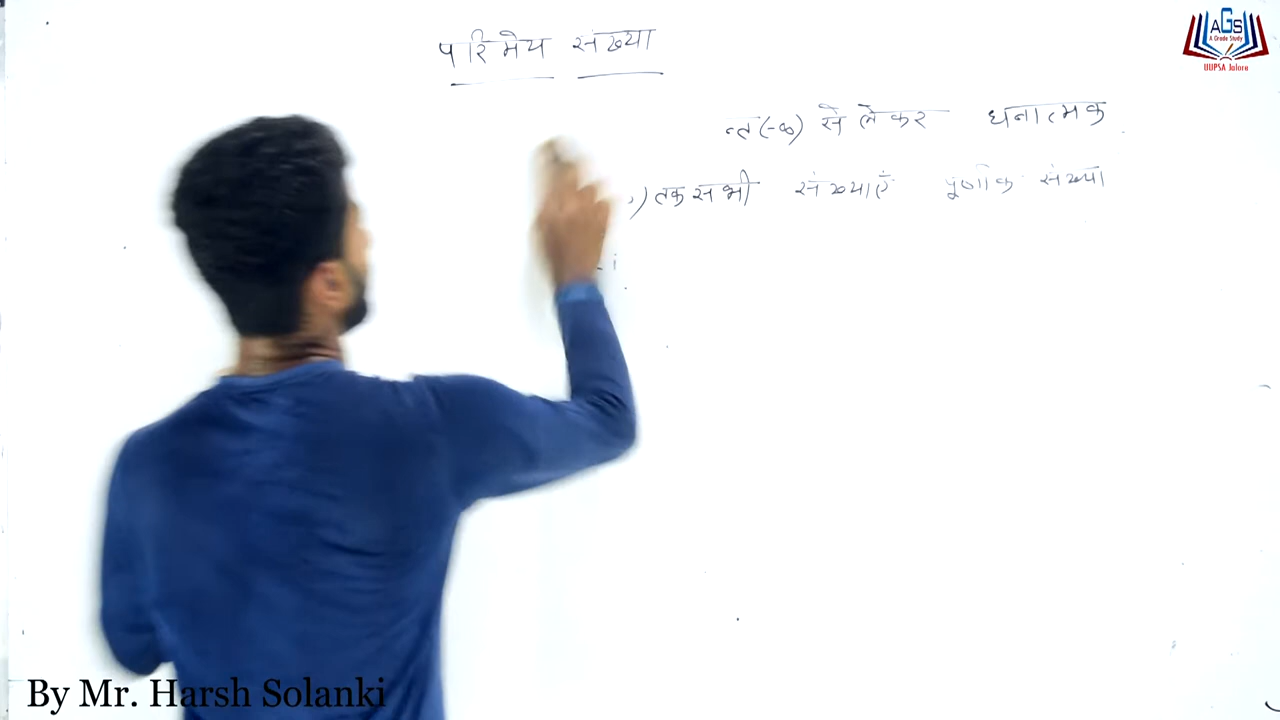 परिमेय संख्या
न्त (-∞) से लेकर धनात्मक
) तक सभी संख्याएँ पूर्णांक संख्या
AGS
A Grade Study
UUPSA Jalore
By Mr. Harsh Solanki